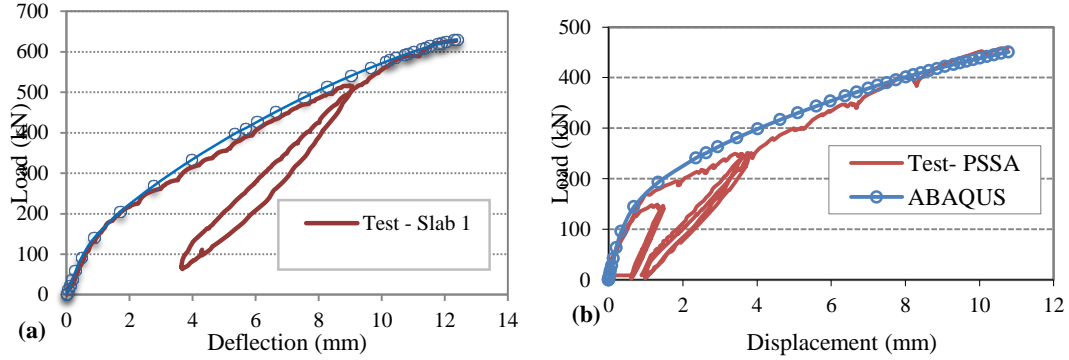 700
600
500
400
300
200
100
0
Load (kN)
0 2 4 6 8 10 12 14
Deflection (mm)
(a)
Test - Slab 1
500
400
300
200
100
0
Load (kN)
0 2 4 6 8 10 12
Displacement (mm)
(b)
Test- PSSA
ABAQUS